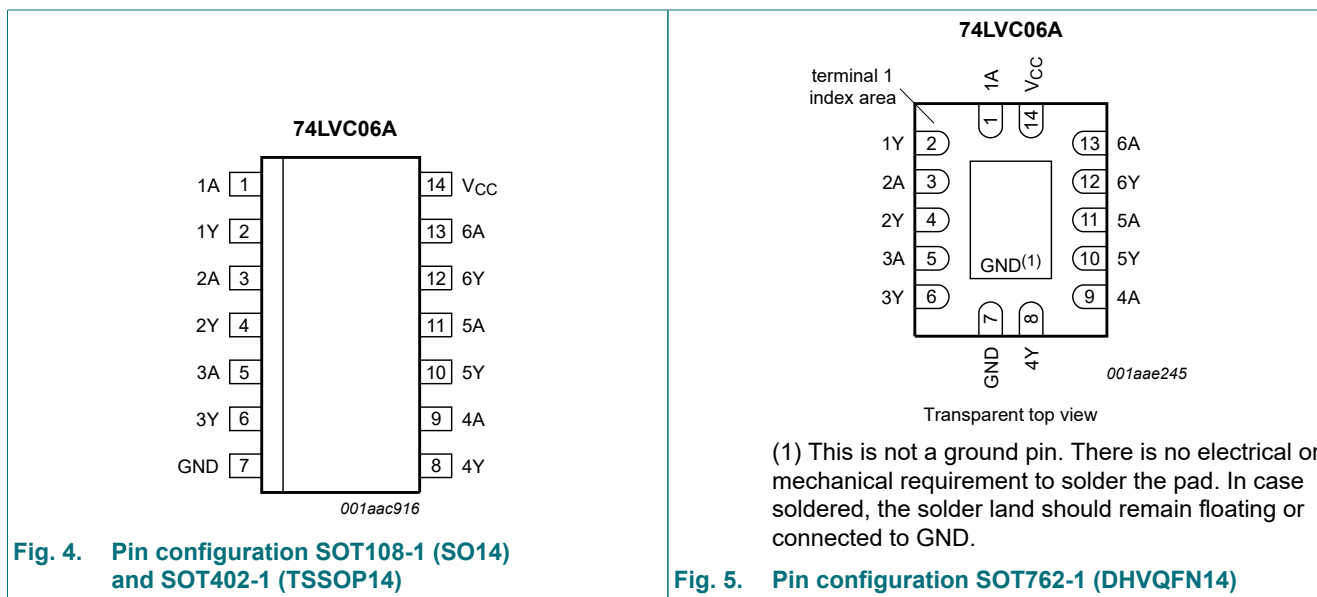 74LVC06A
1A 1 14 VCC
1Y 2 13 6A
2A 3 12 6Y
2Y 4 11 5A
3A 5 10 5Y
3Y 6 9 4A
GND 7 8 4Y
001aac916
Fig. 4. Pin configuration SOT108-1 (SO14)
and SOT402-1 (TSSOP14)
74LVC06A
terminal 1
index area
1A VCC
1 14
1Y 2 13 6A
2A 3 12 6Y
2Y 4 11 5A
3A 5 10 5Y
GND(1)
3Y 6 9 4A
7 8
GND 4Y
001aae245
Transparent top view
(1) This is not a ground pin. There is no electrical or
mechanical requirement to solder the pad. In case
soldered, the solder land should remain floating or
connected to GND.
Fig. 5. Pin configuration SOT762-1 (DHVQFN14)